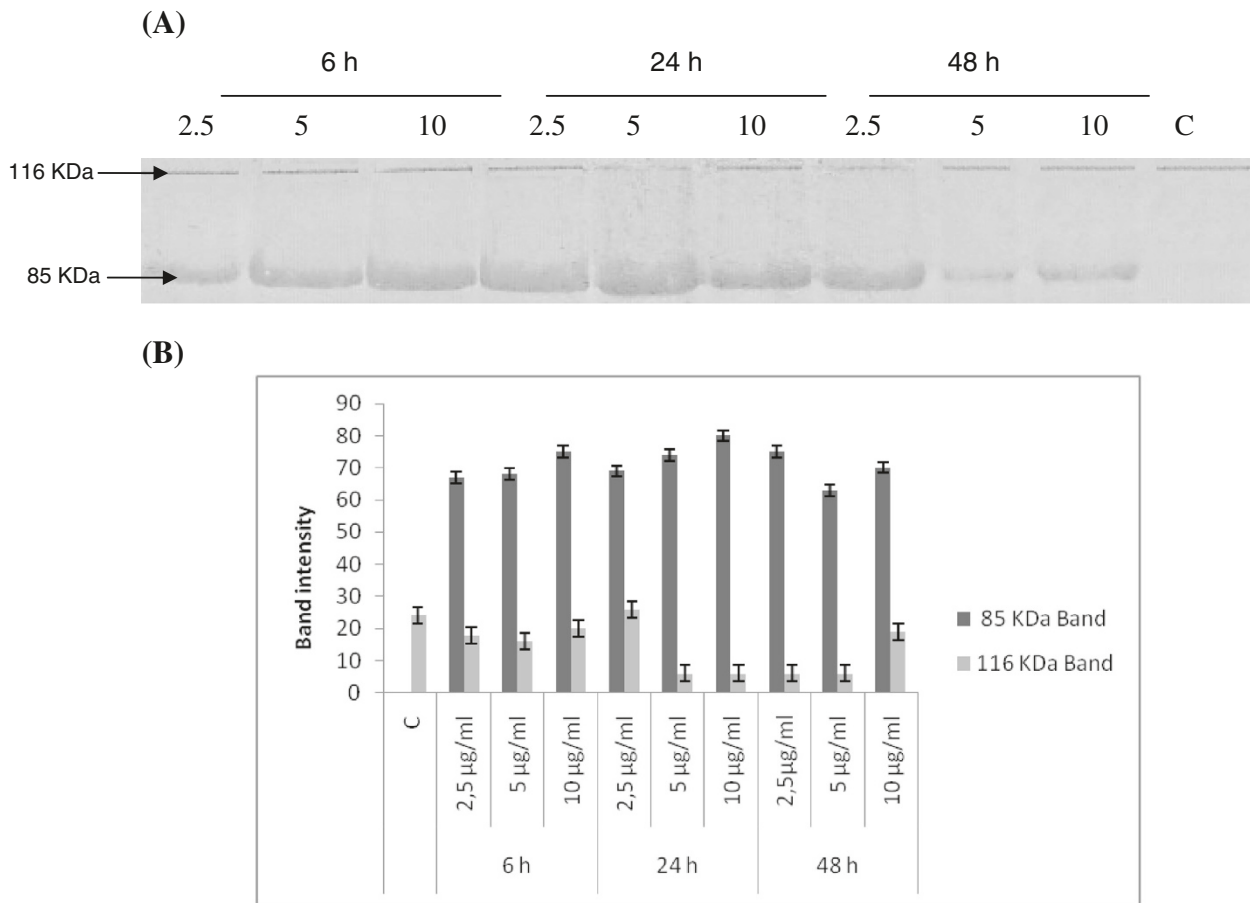 (A)
6 h 24 h 48 h
2.5 5 10 2.5 5 10 2.5 5 10 C
116 KDa
85 KDa
(B)
90
80
70
60
50
40
30
20
10
0
Band intensity
85 KDa Band
116 KDa Band
C 2,5 µg/ml 5 µg/ml 10 µg/ml 2,5 µg/ml 5 µg/ml 10 µg/ml 2,5µg/ml 5 µg/ml 10 µg/ml
6 h 24 h 48 h